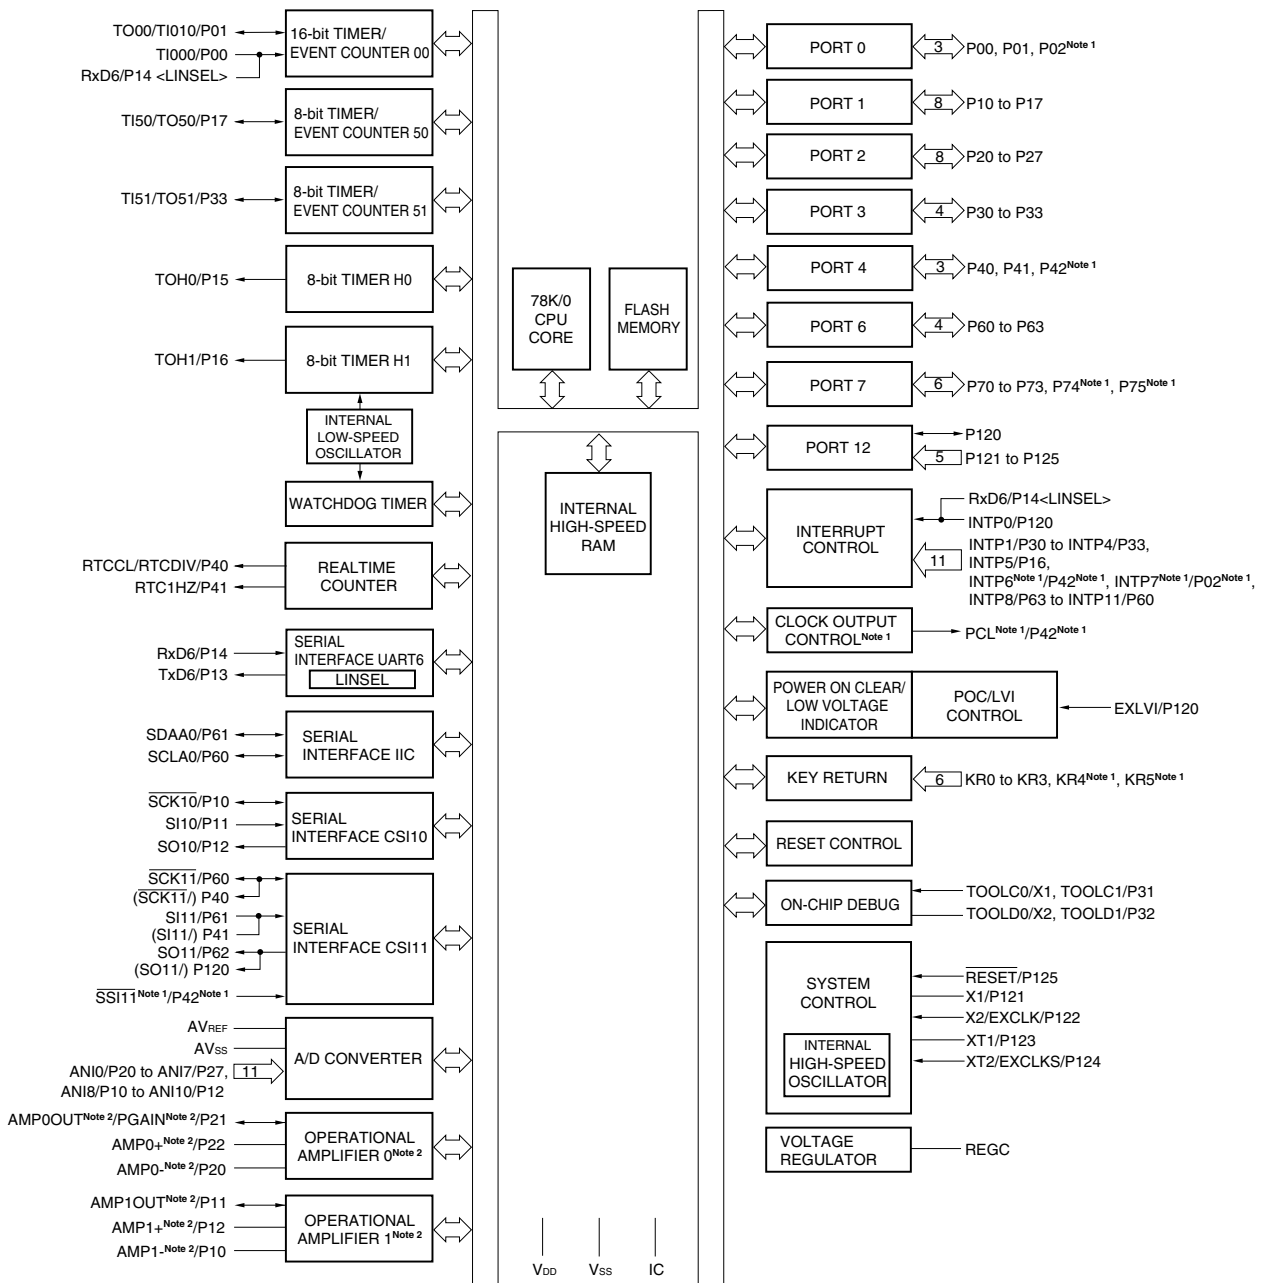 TO00/TI010/P01
TI000/P00
RxD6/P14 <LINSEL>
16-bit TIMER/
EVENT COUNTER 00
TI50/TO50/P17
8-bit TIMER/
EVENT COUNTER 50
TI51/TO51/P33
8-bit TIMER/
EVENT COUNTER 51
TOH0/P15
8-bit TIMER H0
TOH1/P16
8-bit TIMER H1
INTERNAL
LOW-SPEED
OSCILLATOR
WATCHDOG TIMER
RTCCL/RTCDIV/P40
RTC1HZ/P41
REALTIME
COUNTER
RxD6/P14
TxD6/P13
SERIAL
INTERFACE UART6
LINSEL
SDAA0/P61
SCLA0/P60
SERIAL
INTERFACE IIC
SCK10/P10
SI10/P11
SO10/P12
SERIAL
INTERFACE CSI10
SCK11/P60
(SCK11/) P40
SI11/P61
(SI11/) P41
SO11/P62
(SO11/) P120
SSI11Note 1/P42Note 1
SERIAL
INTERFACE CSI11
AVREF
AVSS
ANI0/P20 to ANI7/P27,
ANI8/P10 to ANI10/P12
11
A/D CONVERTER
AMP0OUTNote 2/PGAINNote 2/P21
AMP0+Note 2/P22
AMP0-Note 2/P20
OPERATIONAL
AMPLIFIER 0Note 2
AMP1OUTNote 2/P11
AMP1+Note 2/P12
AMP1-Note 2/P10
OPERATIONAL
AMPLIFIER 1Note 2
78K/0
CPU
CORE
FLASH
MEMORY
INTERNAL
HIGH-SPEED
RAM
VDD
VSS
IC
PORT 0
3
P00, P01, P02Note 1
PORT 1
8
P10 to P17
PORT 2
8
P20 to P27
PORT 3
4
P30 to P33
PORT 4
3
P40, P41, P42Note 1
PORT 6
4
P60 to P63
PORT 7
6
P70 to P73, P74Note 1, P75Note 1
PORT 12
P120
5
P121 to P125
INTERRUPT
CONTROL
RxD6/P14<LINSEL>
INTP0/P120
11
INTP1/P30 to INTP4/P33,
INTP5/P16,
INTP6Note 1/P42Note 1, INTP7Note 1/P02Note 1,
INTP8/P63 to INTP11/P60
CLOCK OUTPUT
CONTROLNote 1
PCLNote 1/P42Note 1
POWER ON CLEAR/
LOW VOLTAGE
INDICATOR
POC/LVI
CONTROL
EXLVI/P120
KEY RETURN
6
KR0 to KR3, KR4Note 1, KR5Note 1
RESET CONTROL
ON-CHIP DEBUG
TOOLC0/X1, TOOLC1/P31
TOOLD0/X2, TOOLD1/P32
SYSTEM
CONTROL
INTERNAL
HIGH-SPEED
OSCILLATOR
RESET/P125
X1/P121
X2/EXCLK/P122
XT1/P123
XT2/EXCLKS/P124
VOLTAGE
REGULATOR
REGC